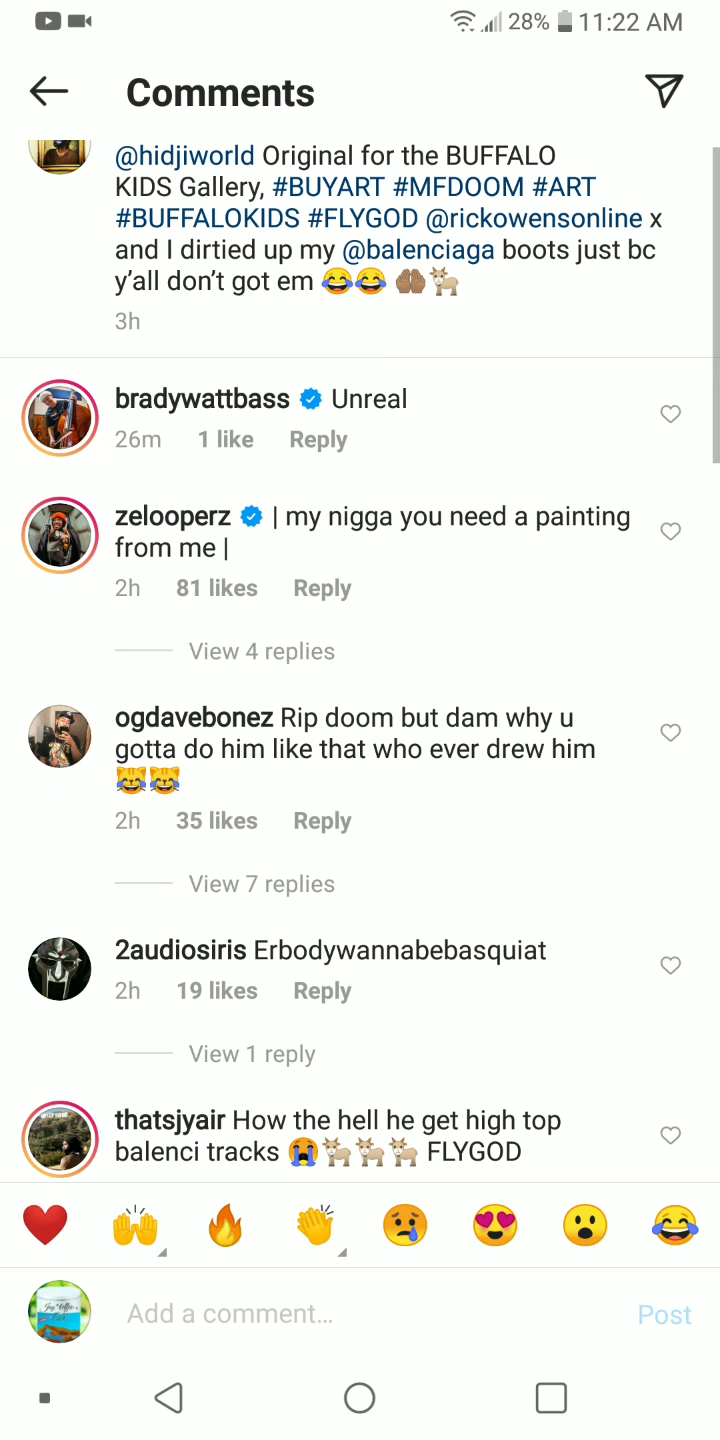 28% 11:22 AM
Comments
@hidjiworld Original for the BUFFALO
KIDS Gallery, #BUYART #MFDOOM #ART
#BUFFALOKIDS #FLYGOD @rickowensonline x
and I dirtied up my @balenciaga boots just bc
y’all don’t got em 😂😂 🤲🏾🐐
3h
bradywattbass Unreal
26m 1 like Reply
zelooperz | my nigga you need a painting
from me |
2h 81 likes Reply
View 4 replies
ogdavebonez Rip doom but dam why u
gotta do him like that who ever drew him
😹😹
2h 35 likes Reply
View 7 replies
2audiosiris Erbodywannabebasquiat
2h 19 likes Reply
View 1 reply
thatsjyair How the hell he get high top
balenci tracks 😭🐐🐐🐐 FLYGOD
❤️ 🙌 🔥 👏 😢 😍 😮 😂
Add a comment... Post